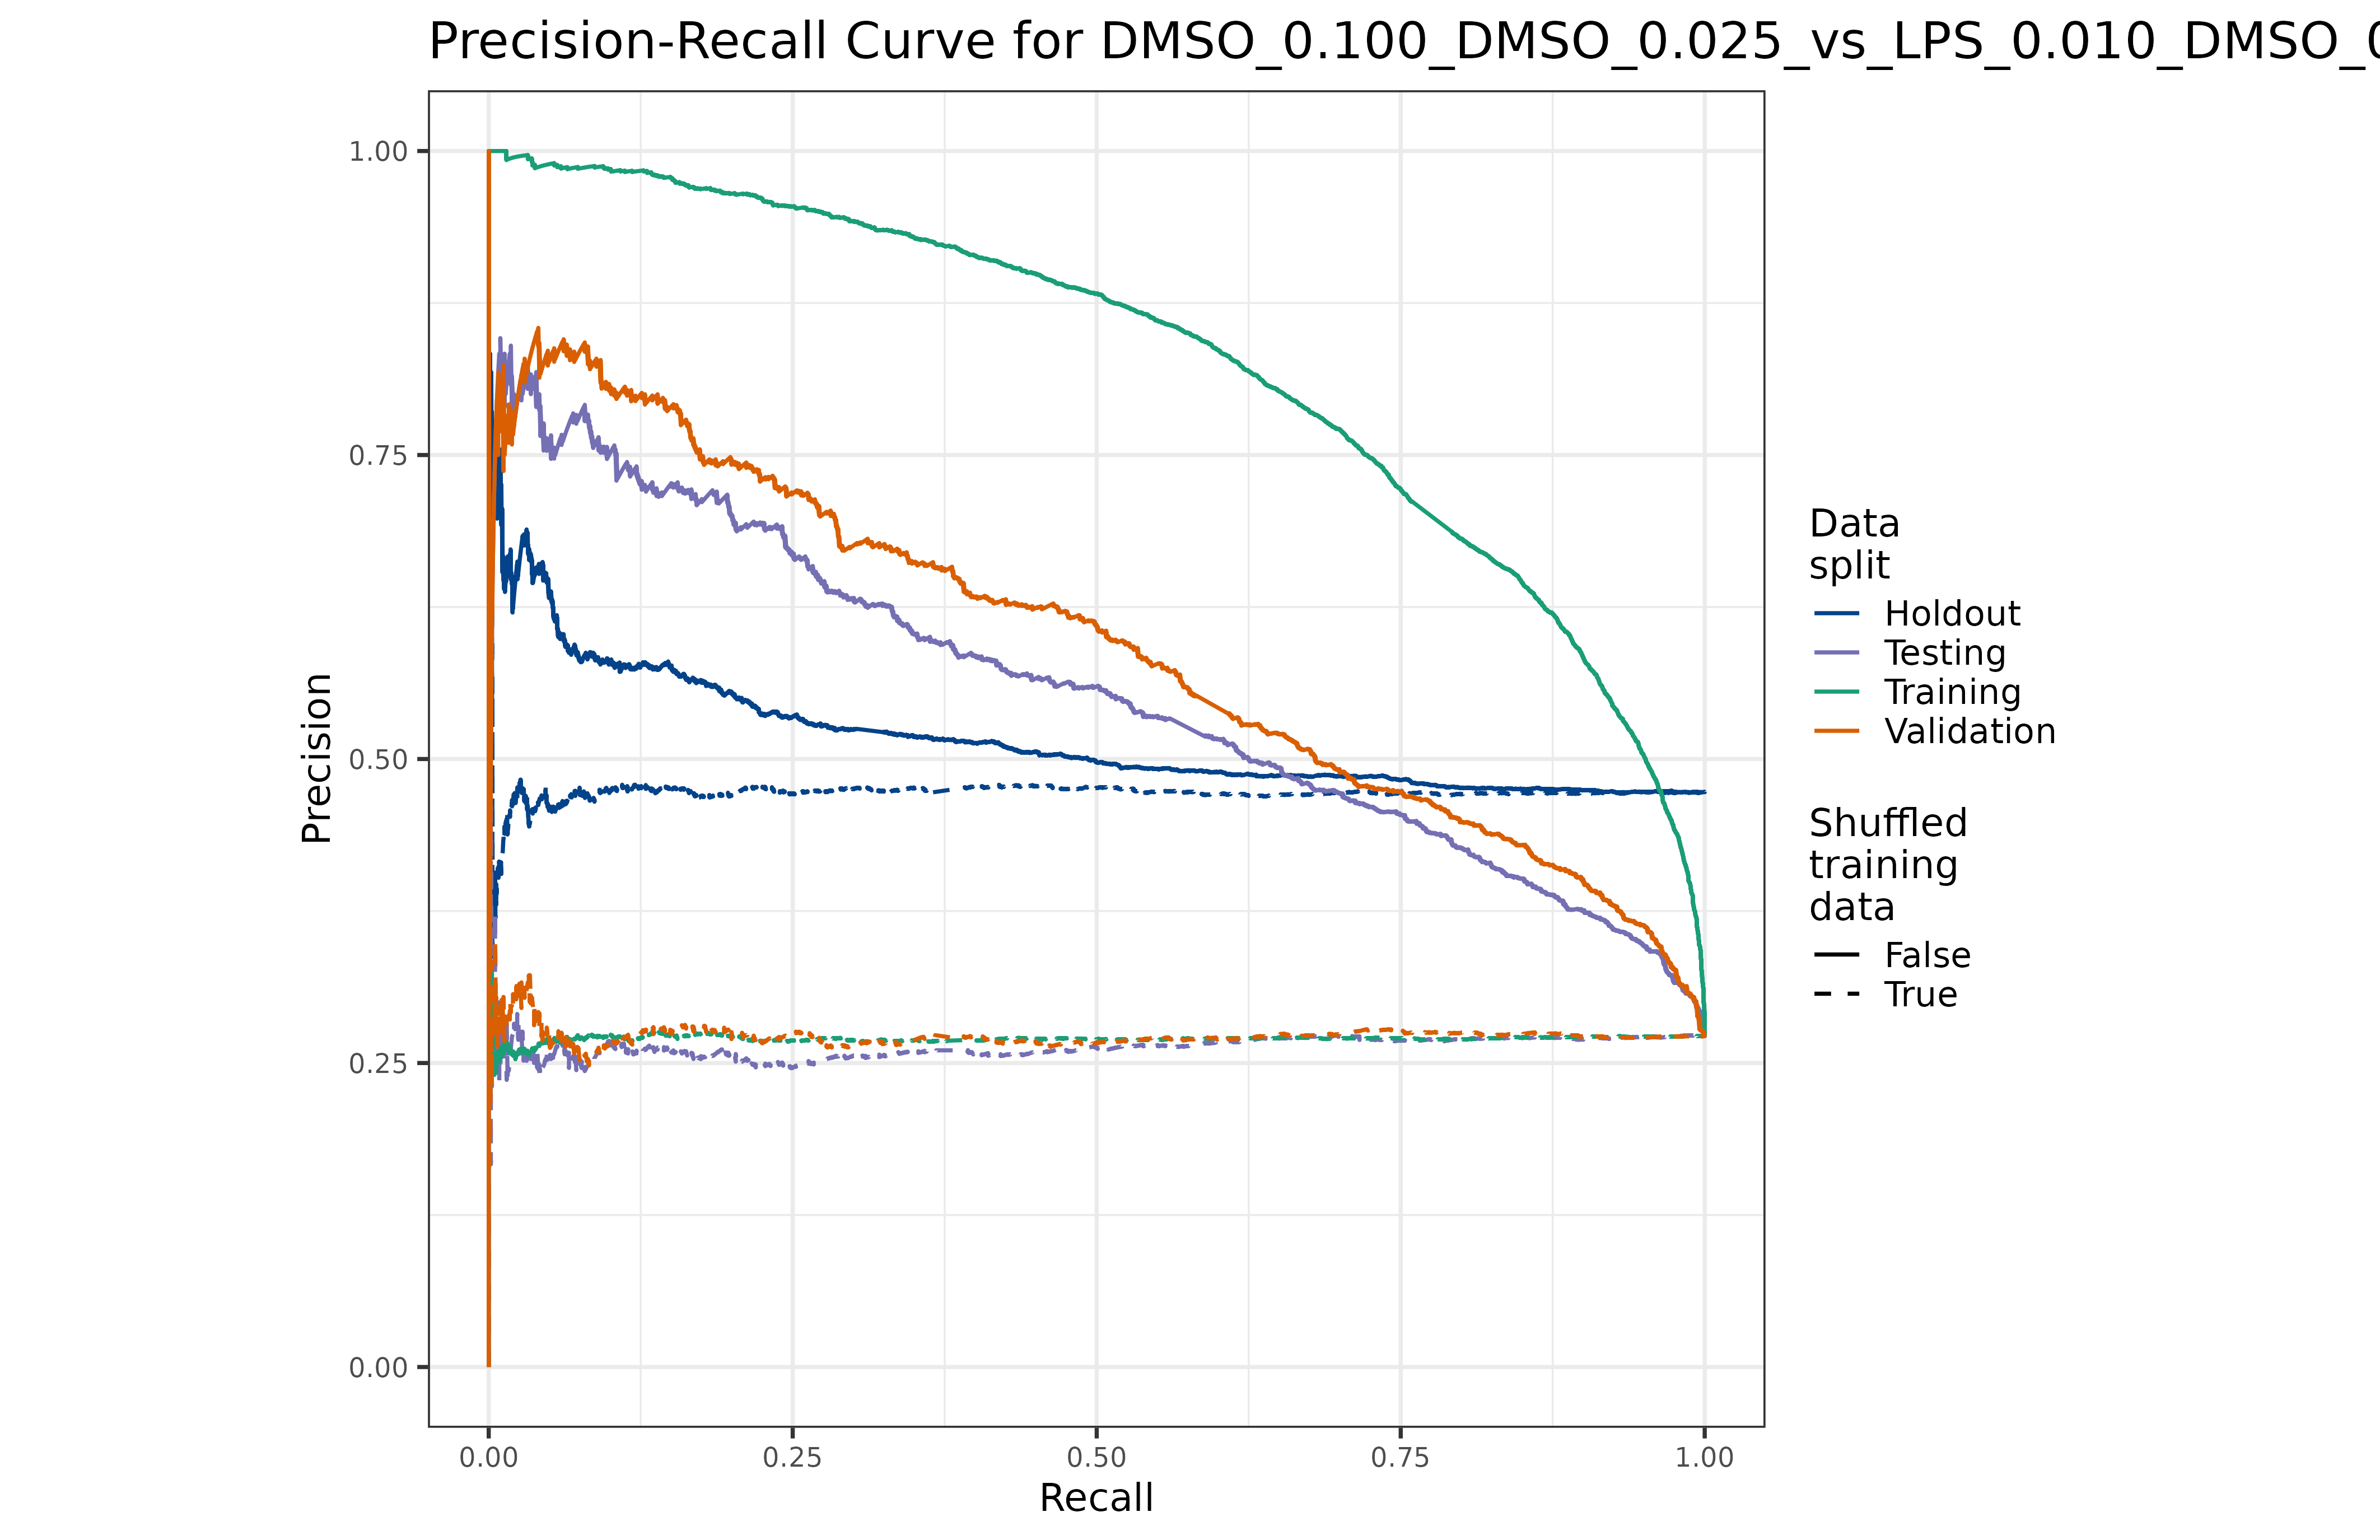 Precision-Recall Curve for DMSO_0.100_DMSO_0.025_vs_LPS_0.010_DMSO_0
Precision
1.00
0.75
0.50
0.25
0.00
0.00 0.25 0.50 0.75 1.00
Recall
Data
split
Holdout
Testing
Training
Validation
Shuffled
training
data
False
True